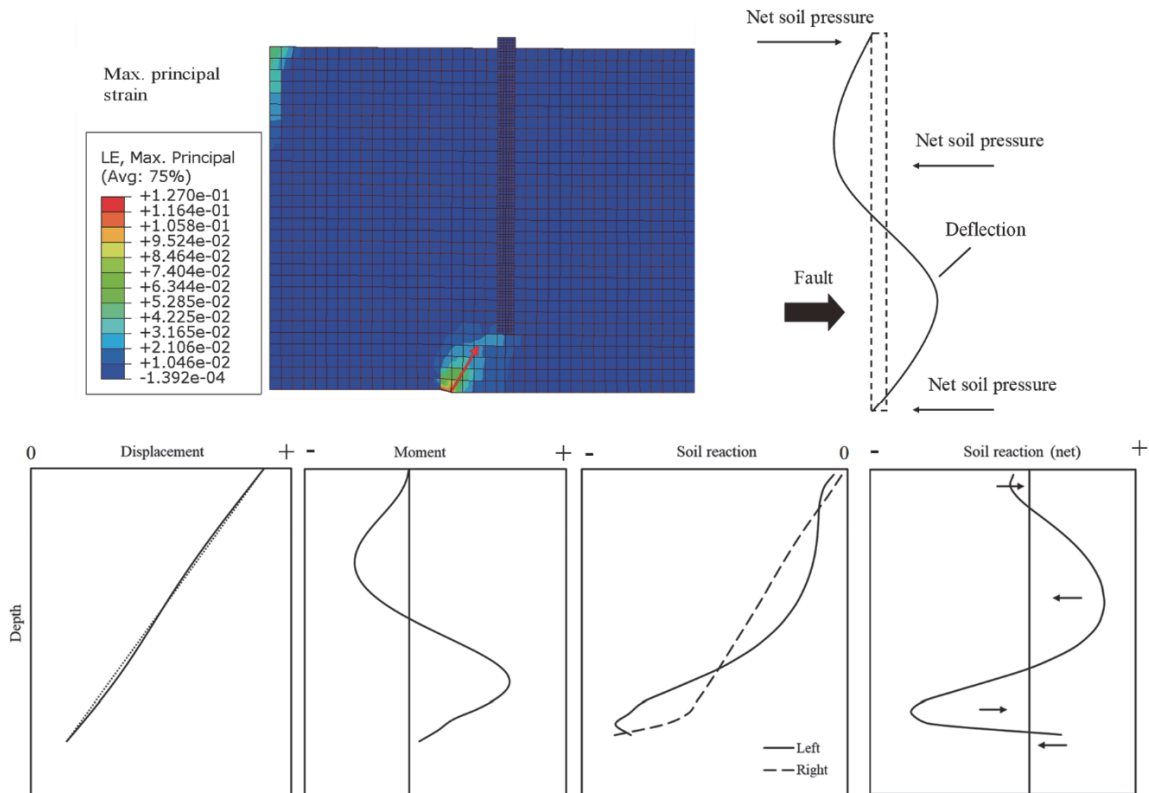 Net soil pressure
Max. principal
strain
LE, Max. Principal
(Avg: 75%)
+1.270e-01
+1.164e-01
+1.058e-01
+9.524e-02
+8.464e-02
+7.404e-02
+6.344e-02
+5.285e-02
+4.225e-02
+3.165e-02
+2.106e-02
+1.046e-02
-1.392e-04
Net soil pressure
Deflection
Fault
Net soil pressure
0 Displacement +
- Moment +
- Soil reaction 0
- Soil reaction (net) +
Depth
Left
Right